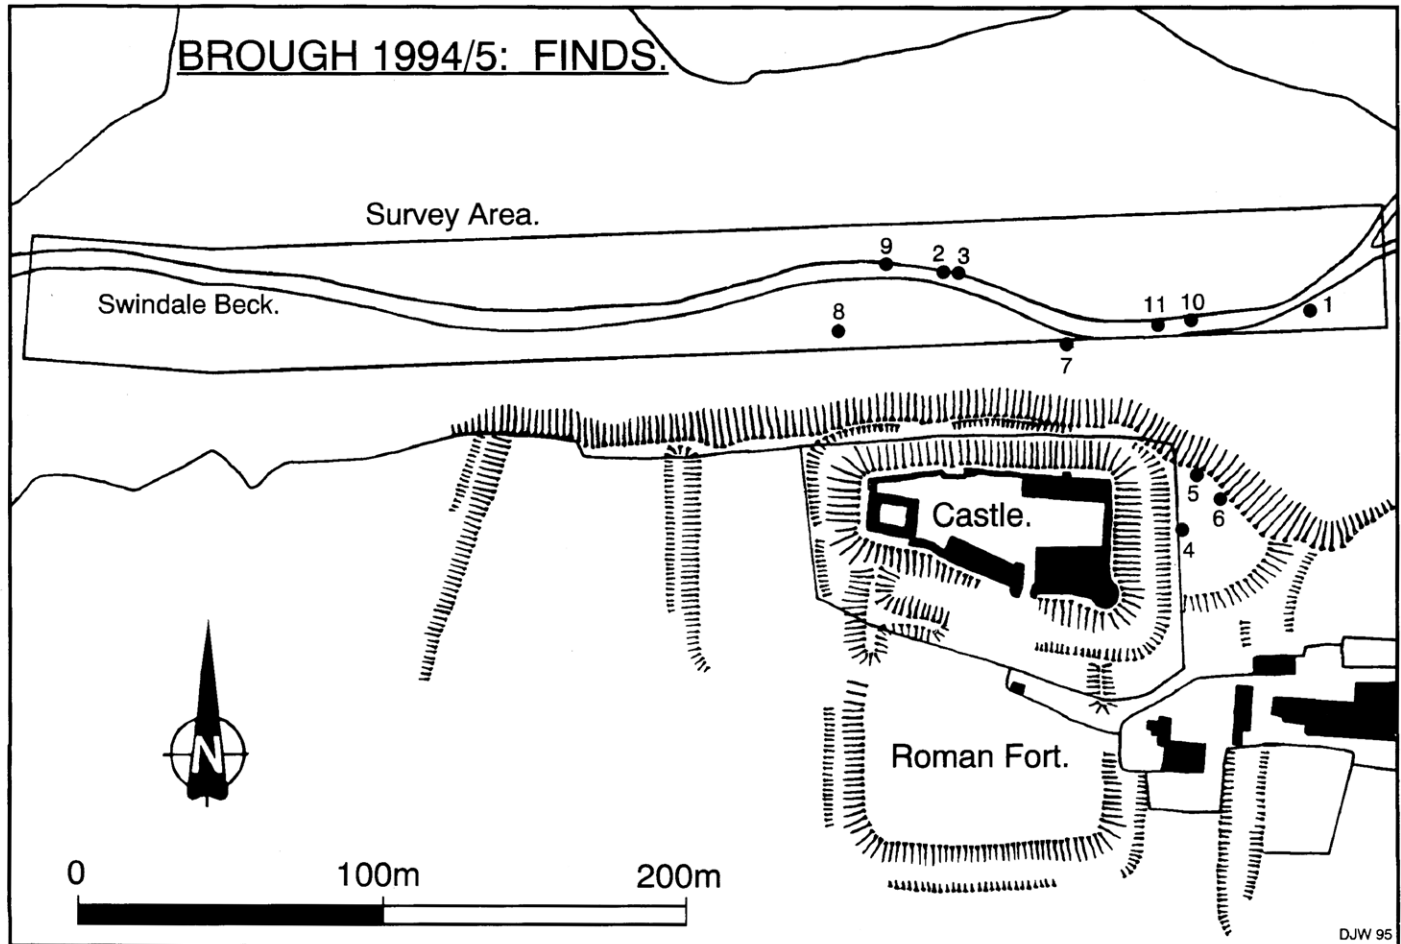 BROUGH 1994/5: FINDS.
Survey Area.
9
2 3
Swindale Beck.
8
11 10
1
7
5
6
4
Castle.
Roman Fort.
N
0 100m 200m
DJW 95